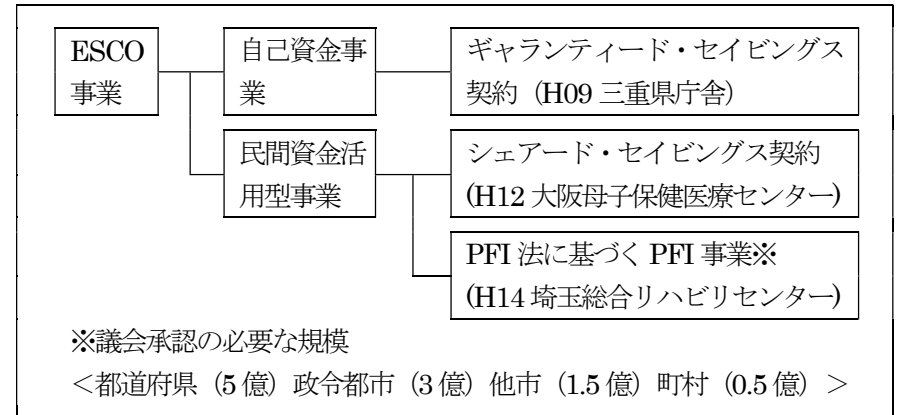 ESCO
事業
自己資金事
業
ギャランティード・セイビングス
契約（H09 三重県庁舎）
民間資金活
用型事業
シェアード・セイビングス契約
(H12 大阪母子保健医療センター)
PFI 法に基づく PFI 事業※
(H14 埼玉総合リハビリセンター)
※議会承認の必要な規模
＜都道府県（5 億）政令都市（3 億）他市（1.5 億）町村（0.5 億）＞